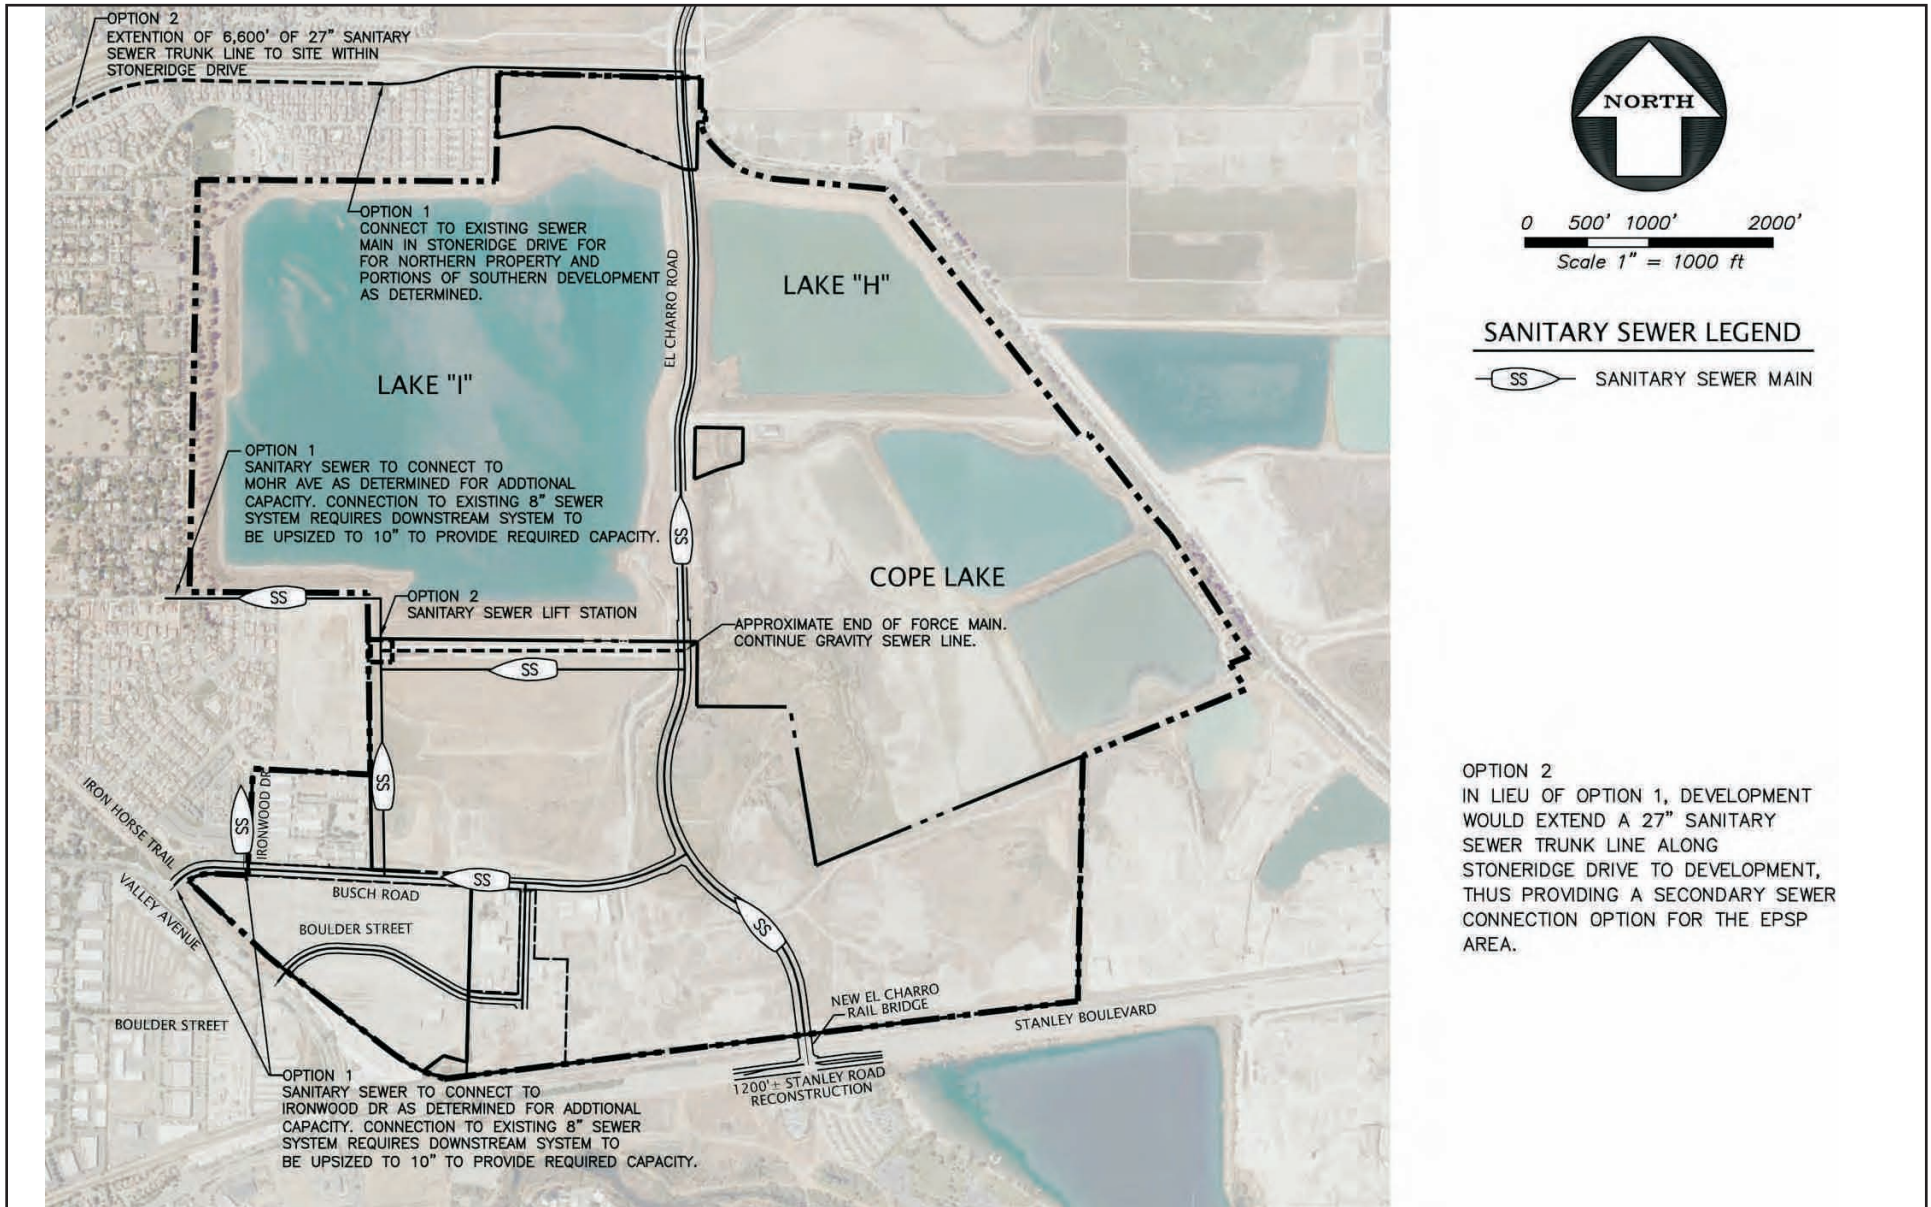 OPTION 2
EXTENTION OF 6,600' OF 27" SANITARY
SEWER TRUNK LINE TO SITE WITHIN
STONERIDGE DRIVE
NORTH
0 500' 1000' 2000'
Scale 1" = 1000 ft
SANITARY SEWER LEGEND
SS SANITARY SEWER MAIN
OPTION 1
CONNECT TO EXISTING SEWER
MAIN IN STONERIDGE DRIVE FOR
FOR NORTHERN PROPERTY AND
PORTIONS OF SOUTHERN DEVELOPMENT
AS DETERMINED.
EL CHARRO ROAD
LAKE "H"
LAKE "I"
OPTION 1
SANITARY SEWER TO CONNECT TO
MOHR AVE AS DETERMINED FOR ADDTIONAL
CAPACITY. CONNECTION TO EXISTING 8" SEWER
SYSTEM REQUIRES DOWNSTREAM SYSTEM TO
BE UPSIZED TO 10" TO PROVIDE REQUIRED CAPACITY.
SS
COPE LAKE
SS
OPTION 2
SANITARY SEWER LIFT STATION
APPROXIMATE END OF FORCE MAIN.
CONTINUE GRAVITY SEWER LINE.
SS
SS
SS
IRONWOOD DR
IRON HORSE TRAIL
VALLEY AVENUE
SS
BUSCH ROAD
SS
BOULDER STREET
BOULDER STREET
NEW EL CHARRO
RAIL BRIDGE
STANLEY BOULEVARD
1200'± STANLEY ROAD
RECONSTRUCTION
OPTION 1
SANITARY SEWER TO CONNECT TO
IRONWOOD DR AS DETERMINED FOR ADDTIONAL
CAPACITY. CONNECTION TO EXISTING 8" SEWER
SYSTEM REQUIRES DOWNSTREAM SYSTEM TO
BE UPSIZED TO 10" TO PROVIDE REQUIRED CAPACITY.
OPTION 2
IN LIEU OF OPTION 1, DEVELOPMENT
WOULD EXTEND A 27" SANITARY
SEWER TRUNK LINE ALONG
STONERIDGE DRIVE TO DEVELOPMENT,
THUS PROVIDING A SECONDARY SEWER
CONNECTION OPTION FOR THE EPSP
AREA.